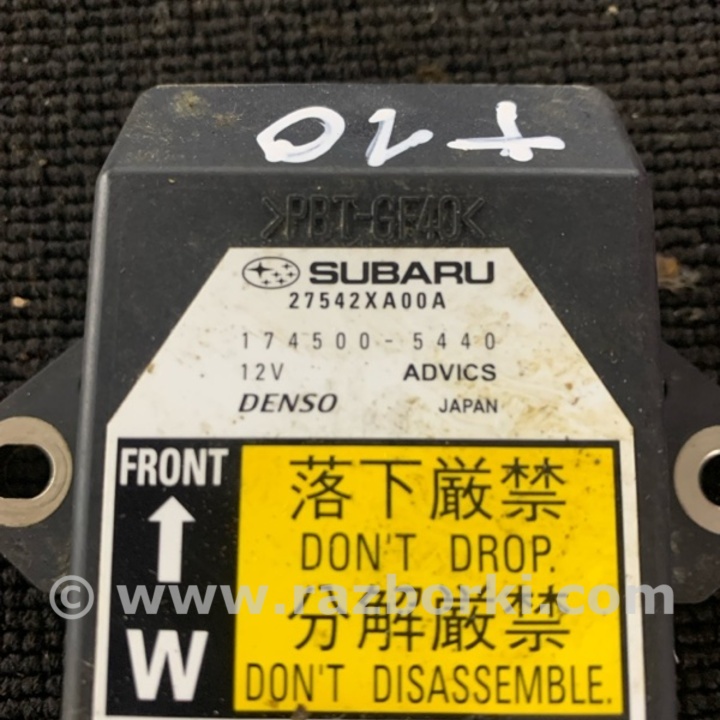 t10
>PBT-GF40<
SUBARU
27542XA00A
174500-5440
12V ADVICS
DENSO JAPAN
FRONT
落下厳禁
DON'T DROP.
© www.razborki.com
分解厳禁
W
DON'T DISASSEMBLE.